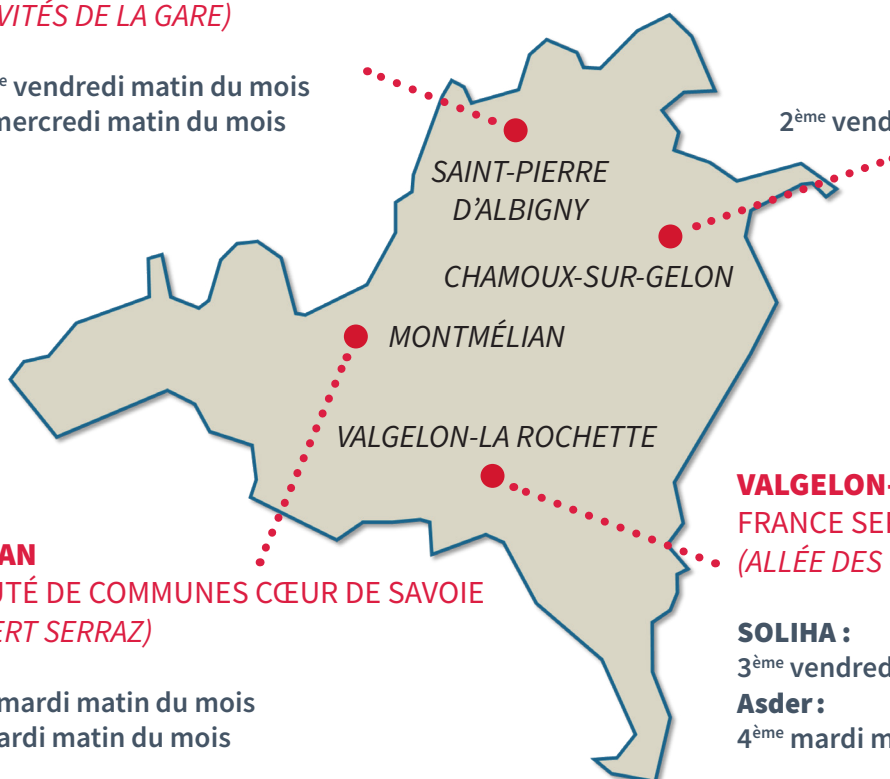 VITÉS DE LA GARE)
e vendredi matin du mois
mercredi matin du mois
2ème vend
SAINT-PIERRE
D'ALBIGNY
CHAMOUX-SUR-GELON
MONTMÉLIAN
VALGELON-LA ROCHETTE
AN
UTÉ DE COMMUNES CŒUR DE SAVOIE
ERT SERRAZ)
mardi matin du mois
ardi matin du mois
VALGELON-
FRANCE SE
(ALLÉE DES
SOLIHA :
3ème vendred
Asder :
4ème mardi m